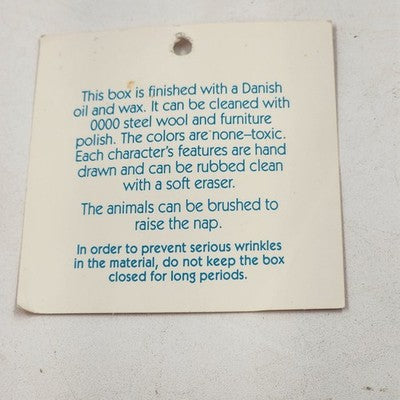 This box is finished with a Danish
oil and wax. It can be cleaned with
0000 steel wool and furniture
polish. The colors are none-toxic.
Each character's features are hand
drawn and can be rubbed clean
with a soft eraser.
The animals can be brushed to
raise the nap.
In order to prevent serious wrinkles
in the material, do not keep the box
closed for long periods.